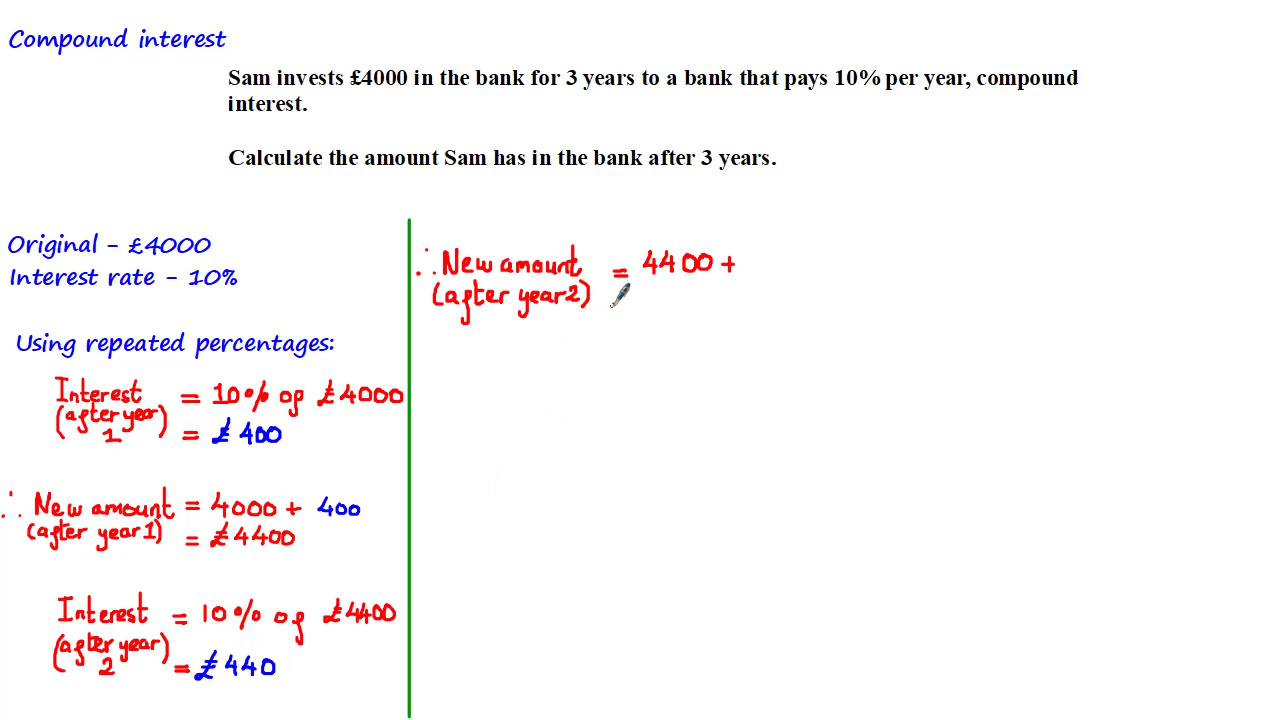 Compound interest
Sam invests £4000 in the bank for 3 years to a bank that pays 10% per year, compound
interest.
Calculate the amount Sam has in the bank after 3 years.
Original - £4000
Interest rate - 10%
Using repeated percentages:
Interest = 10% of £4000
(after year
1) = £400
∴ New amount = 4000 + 400
(after year 1) = £4400
Interest = 10% of £4400
(after year
2) = £440
∴ New amount = 4400 +
(after year 2)